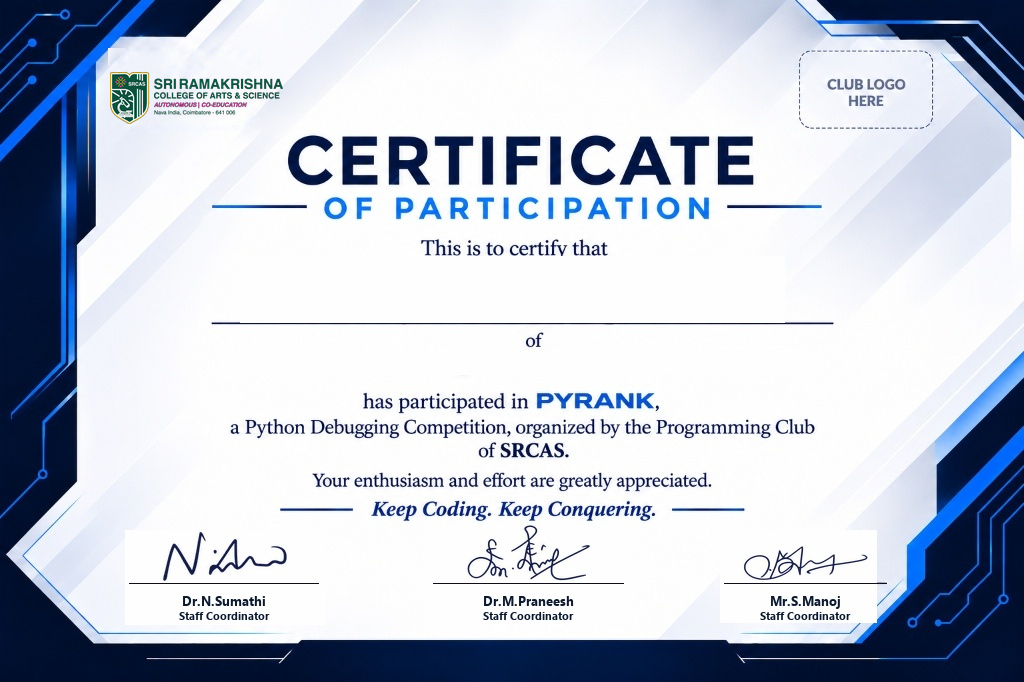 SRCAS
SRI RAMAKRISHNA
COLLEGE OF ARTS & SCIENCE
AUTONOMOUS | CO-EDUCATION
Nava India, Coimbatore - 641 006
CLUB LOGO
HERE
CERTIFICATE
OF PARTICIPATION
This is to certify that
of
has participated in PYRANK,
a Python Debugging Competition, organized by the Programming Club
of SRCAS.
Your enthusiasm and effort are greatly appreciated.
Keep Coding. Keep Conquering.
Dr.N.Sumathi
Staff Coordinator
Dr.M.Praneesh
Staff Coordinator
Mr.S.Manoj
Staff Coordinator